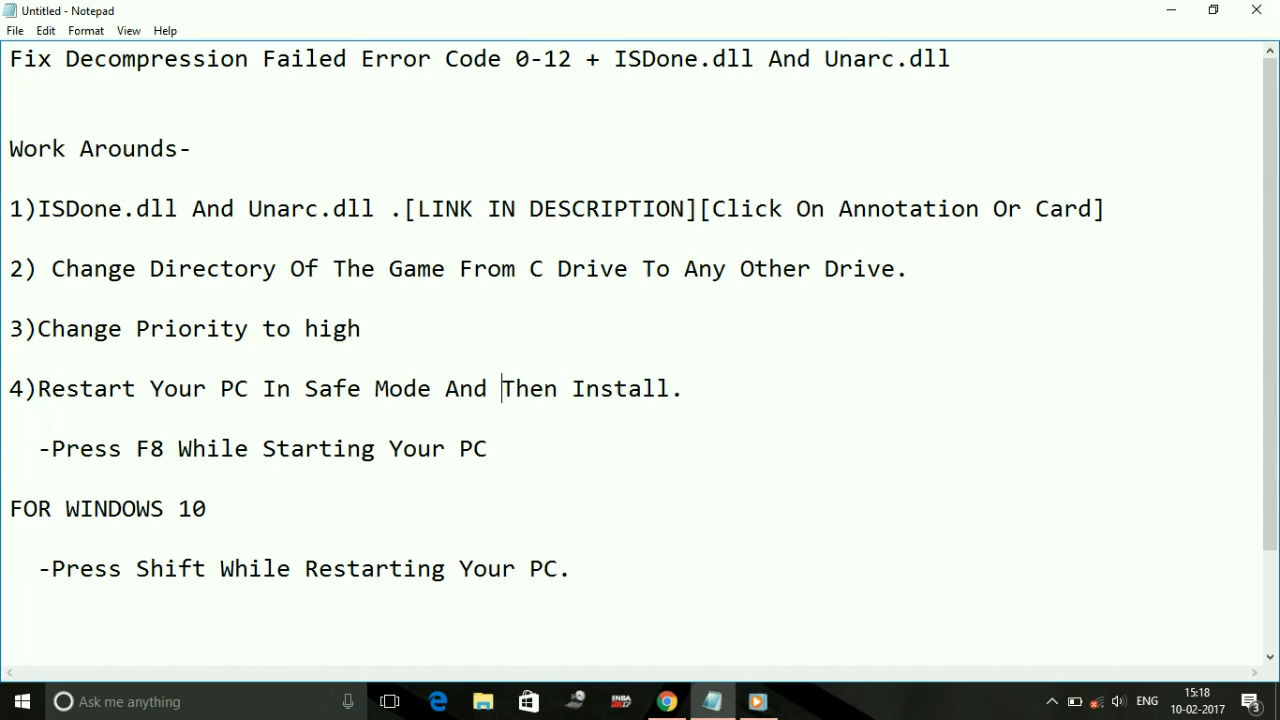 Untitled - Notepad
File Edit Format View Help
Fix Decompression Failed Error Code 0-12 + ISDone.dll And Unarc.dll
Work Arounds-
1)ISDone.dll And Unarc.dll .[LINK IN DESCRIPTION][Click On Annotation Or Card]
2) Change Directory Of The Game From C Drive To Any Other Drive.
3)Change Priority to high
4)Restart Your PC In Safe Mode And Then Install.
-Press F8 While Starting Your PC
FOR WINDOWS 10
-Press Shift While Restarting Your PC.
Ask me anything
ENG
15:18
10-02-2017
3